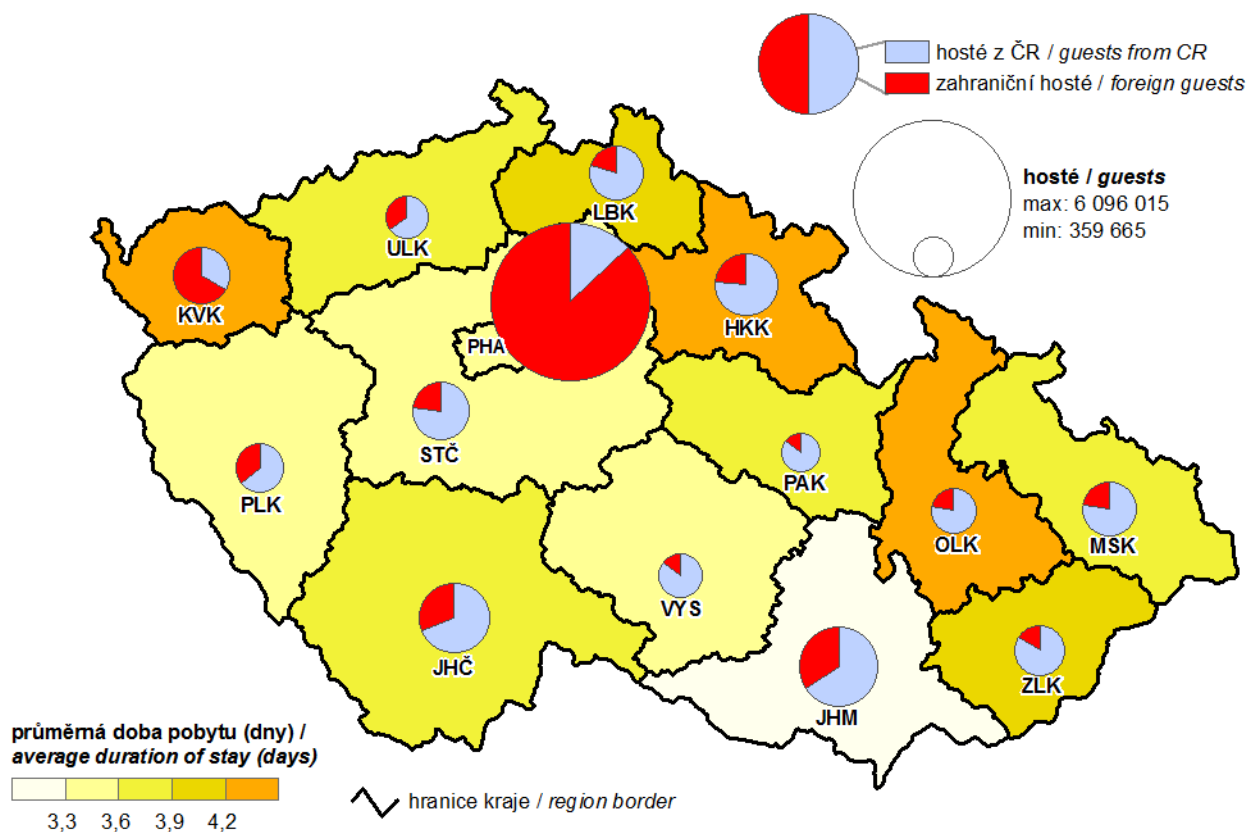 hosté z ČR / guests from CR
zahraniční hosté / foreign guests
hosté / guests
max: 6 096 015
min: 359 665
LBK
ULK
KVK
HKK
PHA
STČ
PLK
PAK
OLK
MSK
VYS
JHČ
ZLK
JHM
průměrná doba pobytu (dny) /
average duration of stay (days)
3,3 3,6 3,9 4,2
hranice kraje / region border